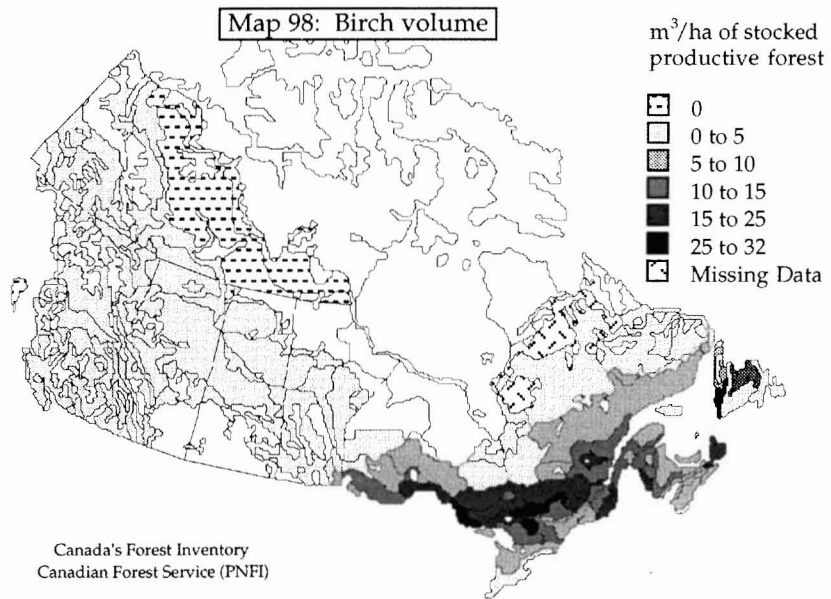 Map 98: Birch volume
m³/ha of stocked
productive forest
0
0 to 5
5 to 10
10 to 15
15 to 25
25 to 32
Missing Data
Canada's Forest Inventory
Canadian Forest Service (PNFI)